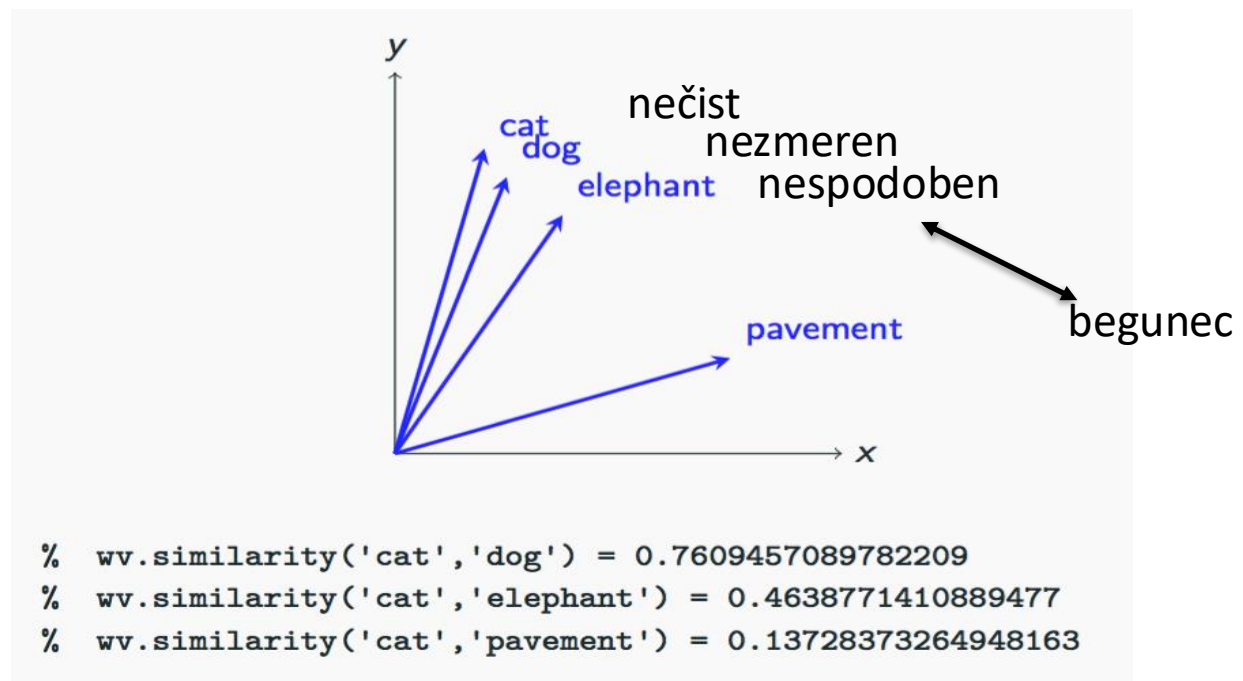 y
nečist
cat
dog
nezmeren
elephant
nespodoben
begunec
pavement
x
% wv.similarity('cat','dog') = 0.7609457089782209
% wv.similarity('cat','elephant') = 0.4638771410889477
% wv.similarity('cat','pavement') = 0.13728373264948163